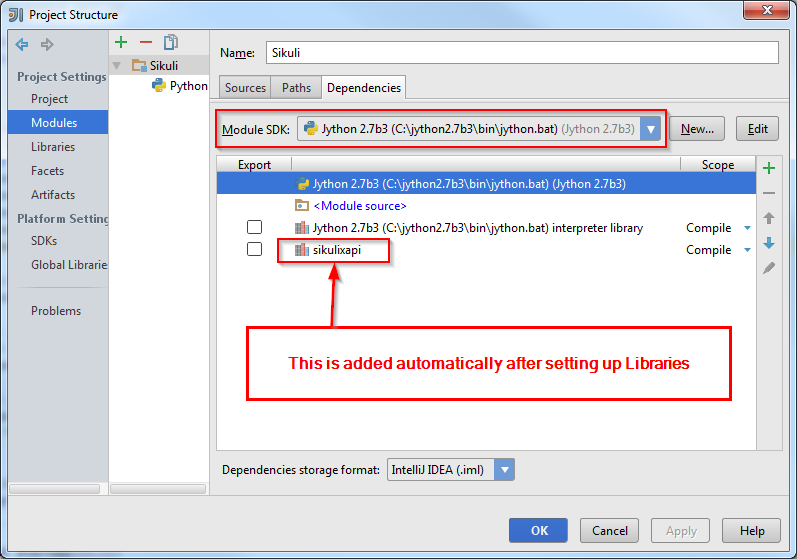 Project Structure
Project Settings
Project
Modules
Libraries
Facets
Artifacts
Platform Setting
SDKs
Global Librarie
Problems
Sikuli
Python
Name: Sikuli
Sources Paths Dependencies
Module SDK: Jython 2.7b3 (C:\jython2.7b3\bin\jython.bat) (Jython 2.7b3) New... Edit
Export Scope
Jython 2.7b3 (C:\jython2.7b3\bin\jython.bat) (Jython 2.7b3)
<Module source>
Jython 2.7b3 (C:\jython2.7b3\bin\jython.bat) interpreter library Compile
sikulixapi Compile
This is added automatically after setting up Libraries
Dependencies storage format: IntelliJ IDEA (.iml)
OK Cancel Apply Help